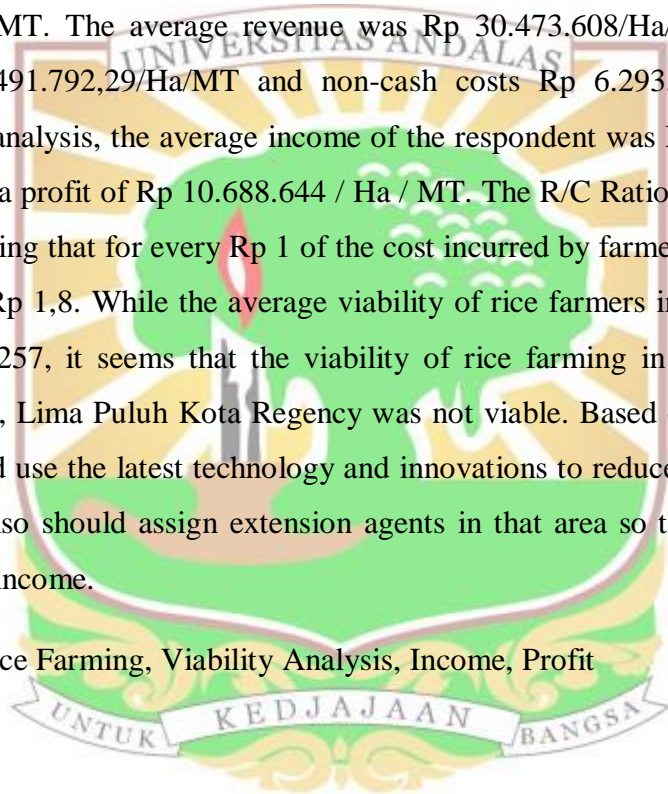 MT. The average revenue was Rp 30.473.608/Ha/
UNIVERSITAS ANDALAS
491.792,29/Ha/MT and non-cash costs Rp 6.293.
analysis, the average income of the respondent was
a profit of Rp 10.688.644 / Ha / MT. The R/C Ratio
ing that for every Rp 1 of the cost incurred by farme
Rp 1,8. While the average viability of rice farmers in
257, it seems that the viability of rice farming in
, Lima Puluh Kota Regency was not viable. Based
d use the latest technology and innovations to reduce
lso should assign extension agents in that area so t
income.
ce Farming, Viability Analysis, Income, Profit
UNTUK KEDJAJAAN BANGSA